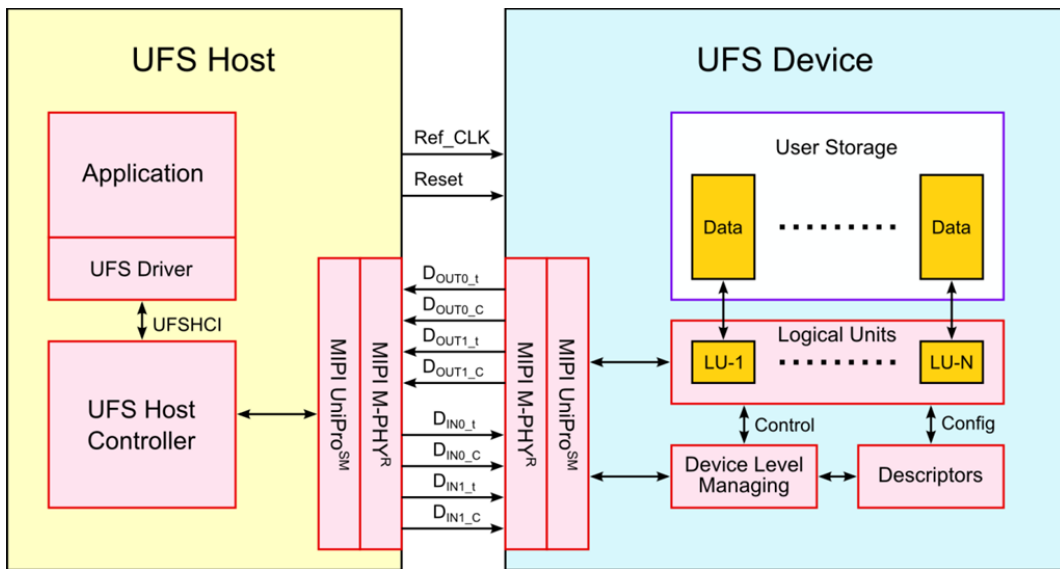 UFS Host
Application
UFS Driver
UFSHCI
UFS Host
Controller
MIPI UniPro^SM
MIPI M-PHY^R
Ref_CLK
Reset
D_OUT0_t
D_OUT0_C
D_OUT1_t
D_OUT1_C
D_IN0_t
D_IN0_C
D_IN1_t
D_IN1_C
UFS Device
MIPI M-PHY^R
MIPI UniPro^SM
User Storage
Data
Data
Logical Units
LU-1
LU-N
Control
Config
Device Level
Managing
Descriptors